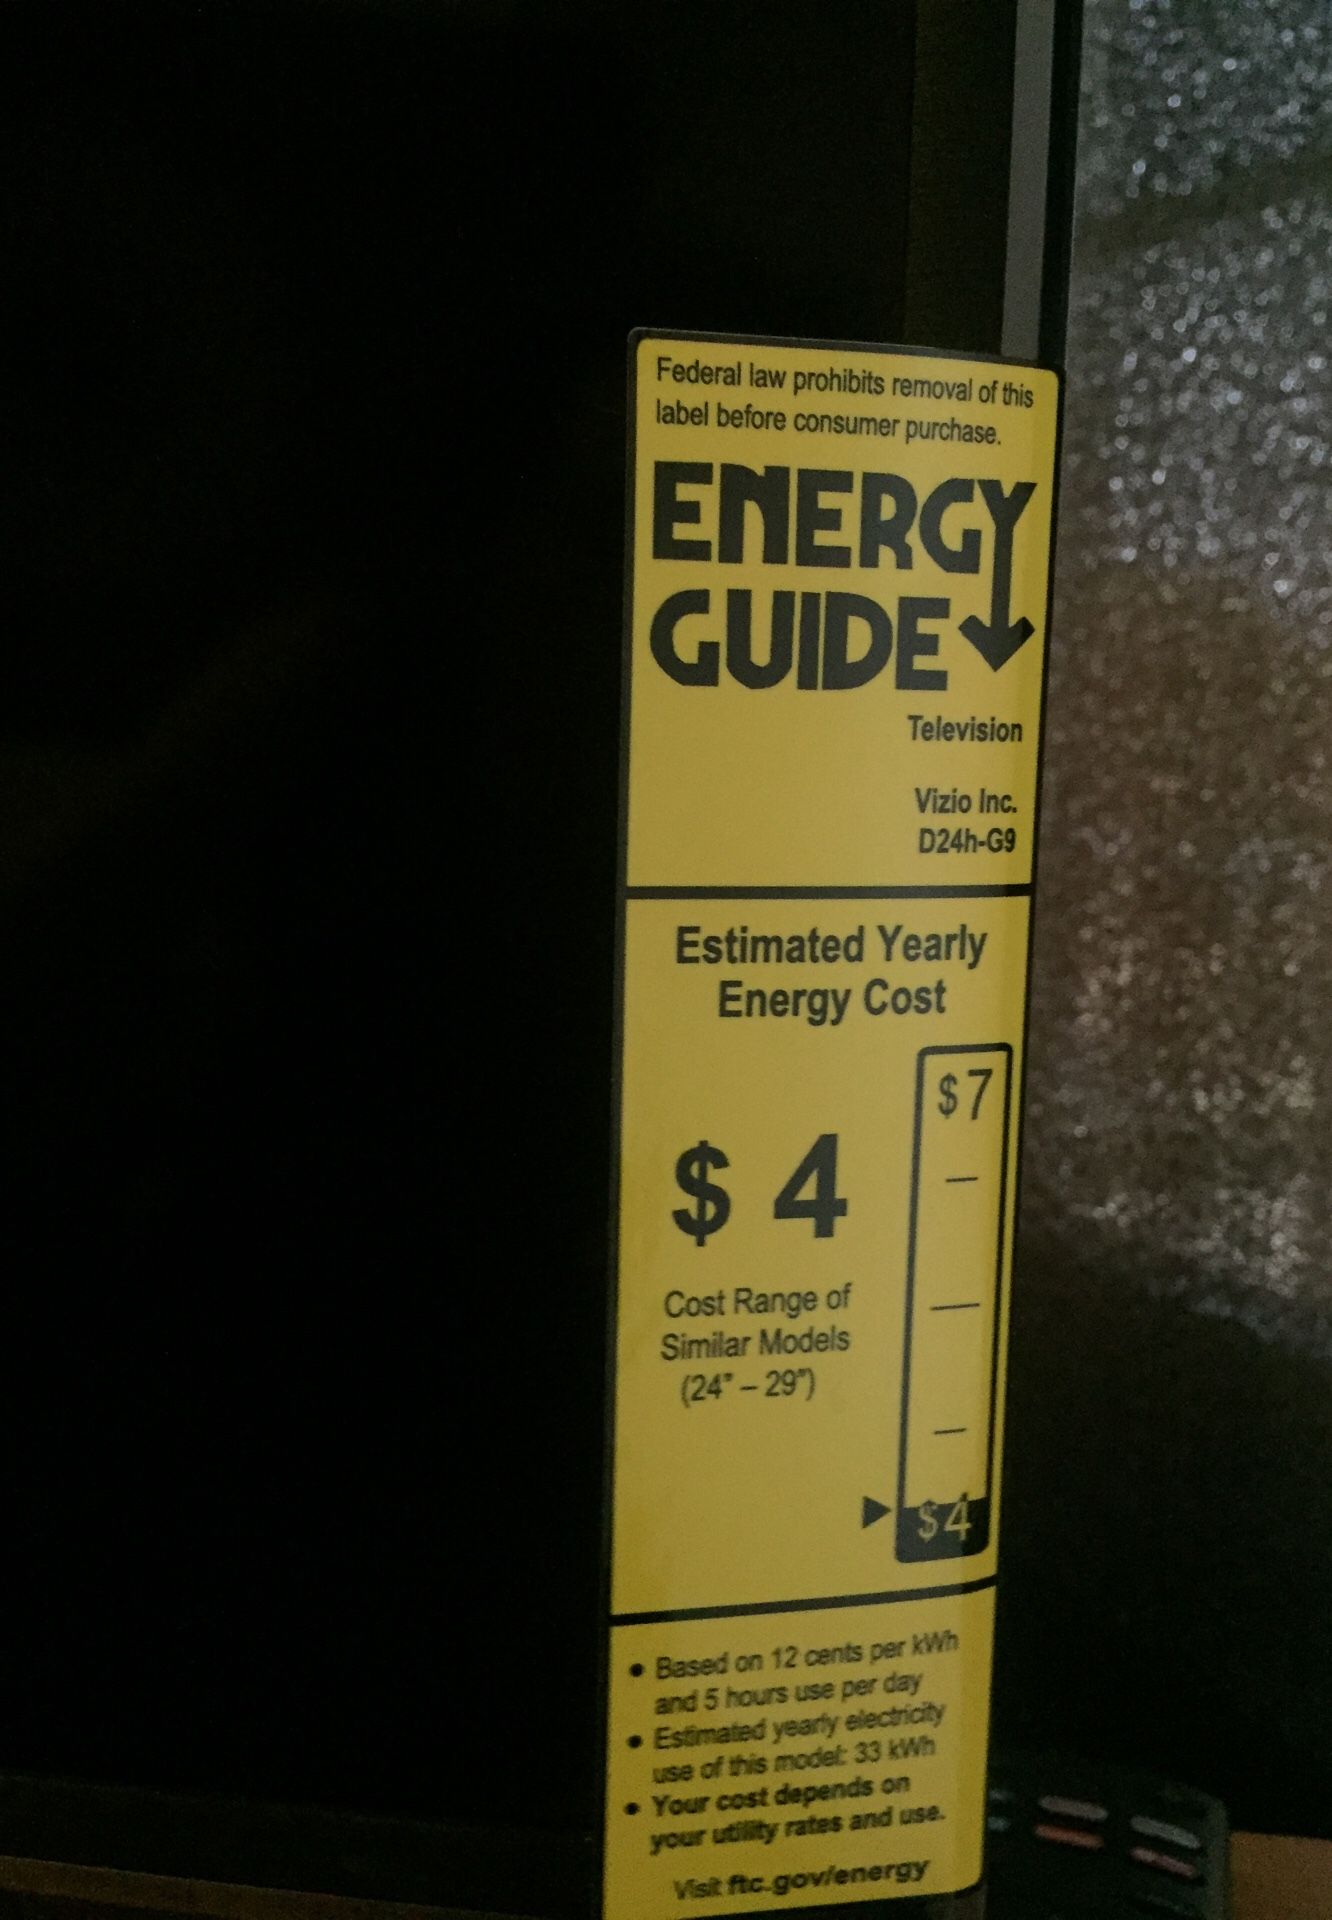 Federal law prohibits removal of this
label before consumer purchase.
ENERGY
GUIDE
Television
Vizio Inc.
D24h-G9
Estimated Yearly
Energy Cost
$7
$ 4
Cost Range of
Similar Models
(24" – 29")
$4
• Based on 12 cents per kWh
and 5 hours use per day
• Estimated yearly electricity
use of this model: 33 kWh
• Your cost depends on
your utility rates and use.
Visit ftc.gov/energy